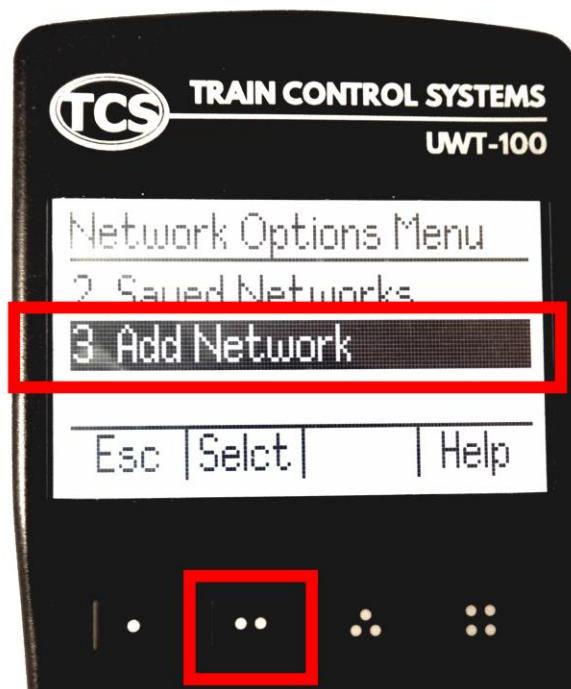 TCS
TRAIN CONTROL SYSTEMS
UWT-100
Network Options Menu
2 Saved Networks
3 Add Network
Esc Selct Help